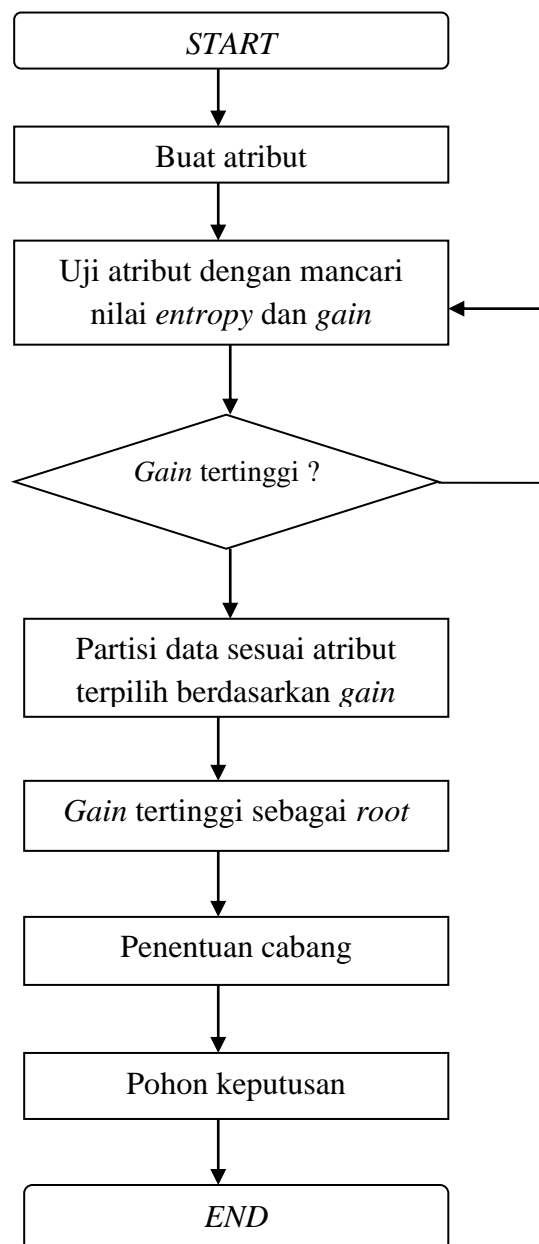 START
Buat atribut
Uji atribut dengan mancari
nilai entropy dan gain
Gain tertinggi ?
Partisi data sesuai atribut
terpilih berdasarkan gain
Gain tertinggi sebagai root
Penentuan cabang
Pohon keputusan
END